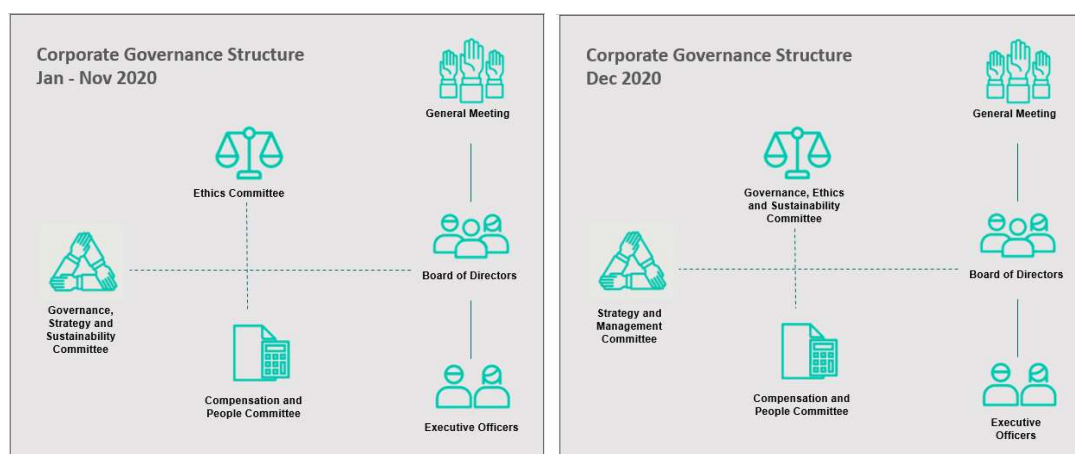 Corporate Governance Structure
Jan - Nov 2020
General Meeting
Ethics Committee
Board of Directors
Governance,
Strategy and
Sustainability
Committee
Compensation and
People Committee
Executive Officers
Corporate Governance Structure
Dec 2020
General Meeting
Governance, Ethics
and Sustainability
Committee
Board of Directors
Strategy and
Management
Committee
Compensation and
People Committee
Executive
Officers